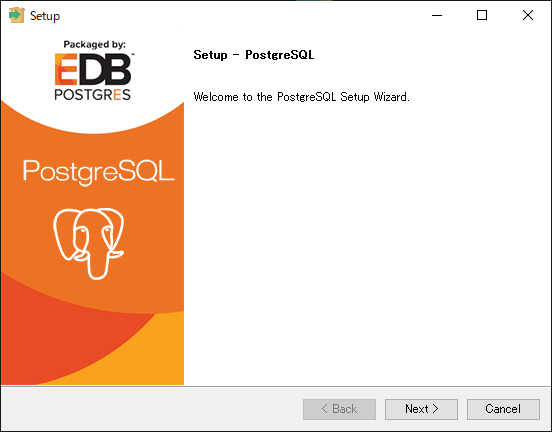 Setup
Packaged by:
EDB
POSTGRES
PostgreSQL
Setup - PostgreSQL
Welcome to the PostgreSQL Setup Wizard.
< Back
Next >
Cancel